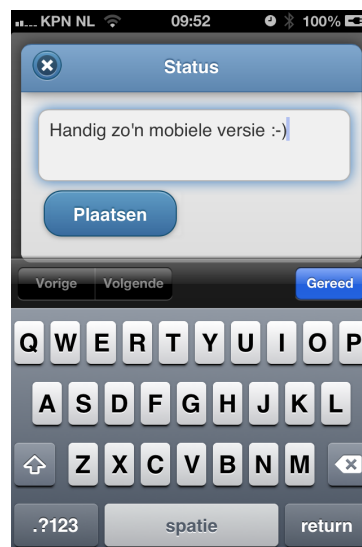 KPN NL 09:52 100%
Status
Handig zo'n mobiele versie :-)
Plaatsen
Vorige Volgende Gereed
Q W E R T Y U I O P
A S D F G H J K L
Z X C V B N M
.?123 spatie return